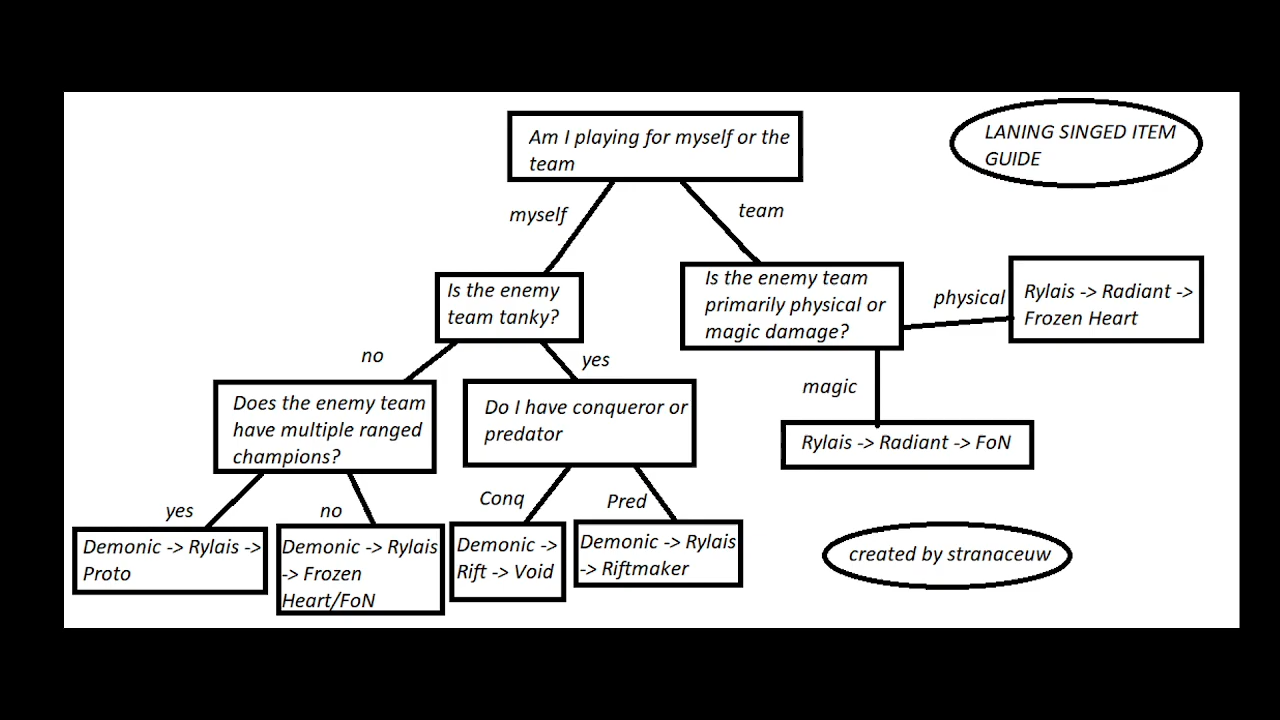 Am I playing for myself or the
team
LANING SINGED ITEM
GUIDE
myself
team
Is the enemy
team tanky?
Is the enemy team
primarily physical or
magic damage?
physical
Rylais -> Radiant ->
Frozen Heart
no
yes
magic
Does the enemy team
have multiple ranged
champions?
Do I have conqueror or
predator
Rylais -> Radiant -> FoN
yes
no
Conq
Pred
Demonic -> Rylais ->
Proto
Demonic -> Rylais
-> Frozen
Heart/FoN
Demonic ->
Rift -> Void
Demonic -> Rylais
-> Riftmaker
created by stranaceuw